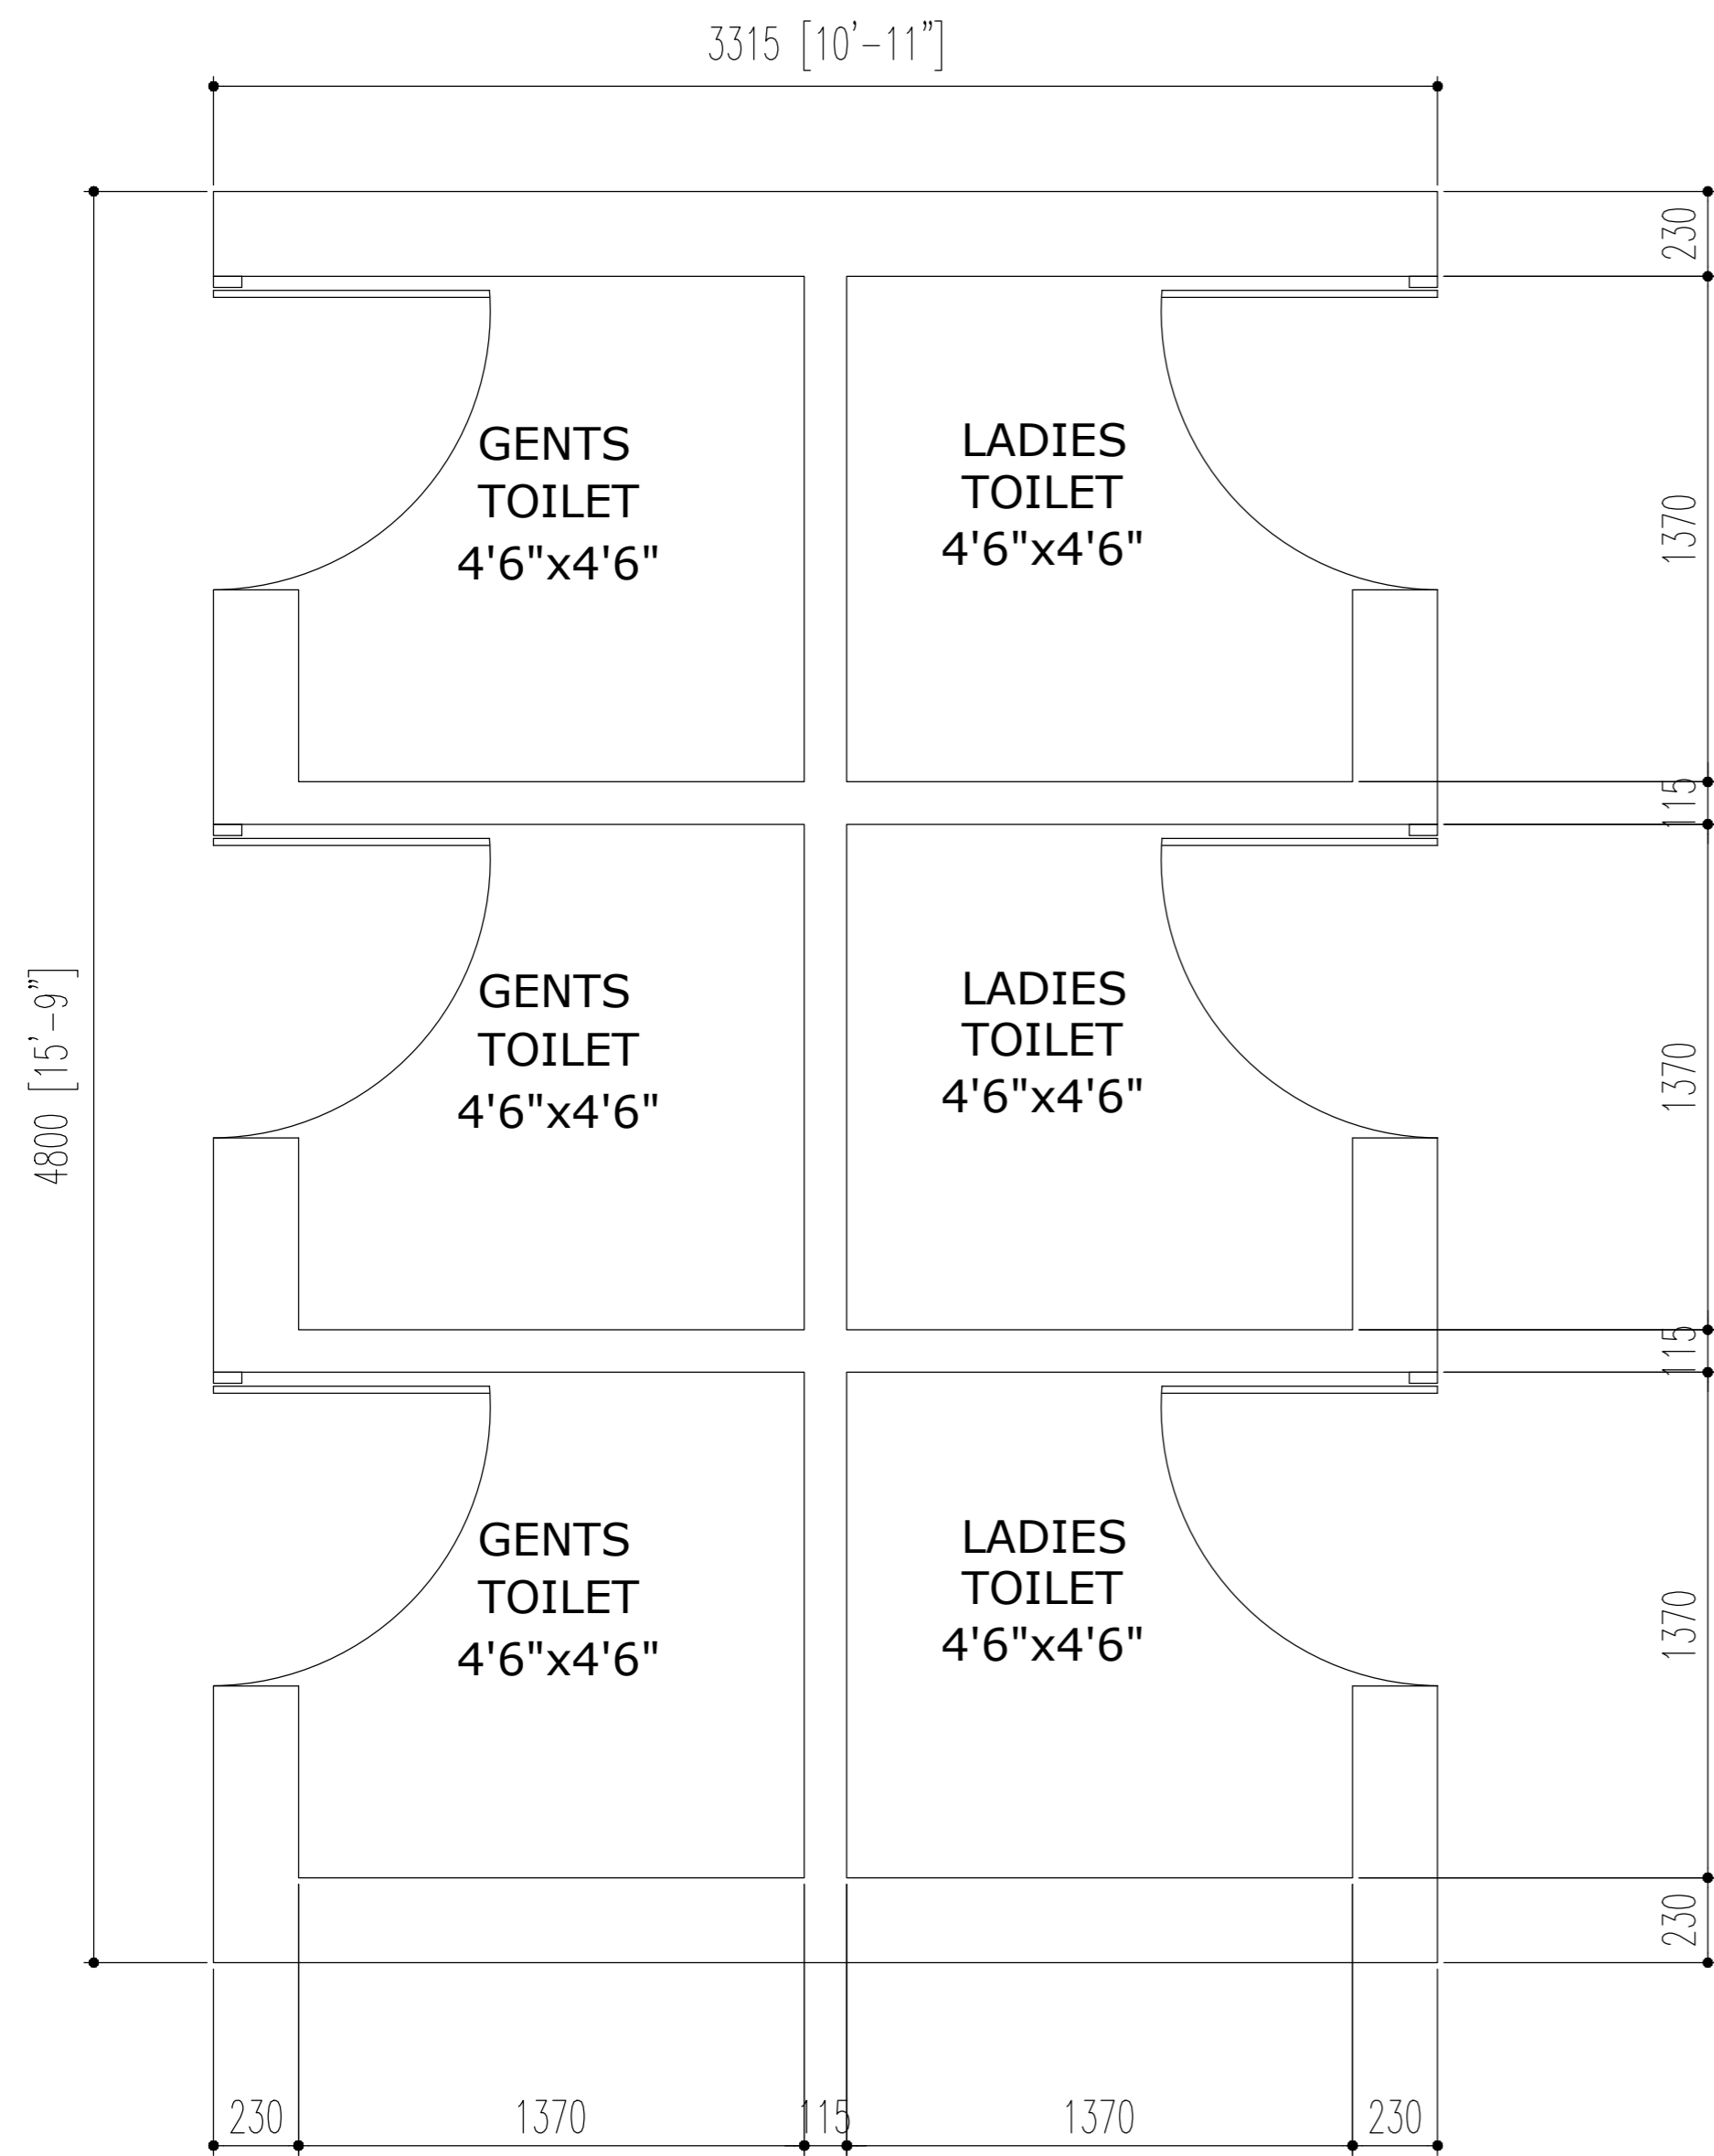 3315 [10'-11"]
230
GENTS
TOILET
4'6"x4'6"
LADIES
TOILET
4'6"x4'6"
1370
115
4800 [15'-9"]
GENTS
TOILET
4'6"x4'6"
LADIES
TOILET
4'6"x4'6"
1370
115
GENTS
TOILET
4'6"x4'6"
LADIES
TOILET
4'6"x4'6"
1370
230
230
1370
115
1370
230